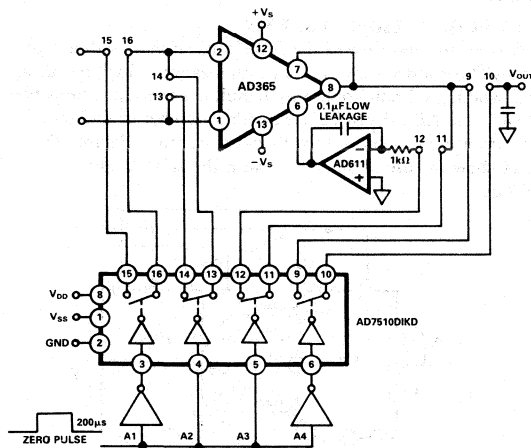 +VS
15
16
12
2
7
14
AD365
8
9
10
VOUT
13
6
0.1µF LOW
LEAKAGE
1
13
12
11
AD611
1kΩ
−
+
−VS
15
16
14
13
12
11
9
10
VDD
8
VSS
1
AD7510DIKD
GND
2
3
4
5
6
200µs
ZERO PULSE
A1
A2
A3
A4